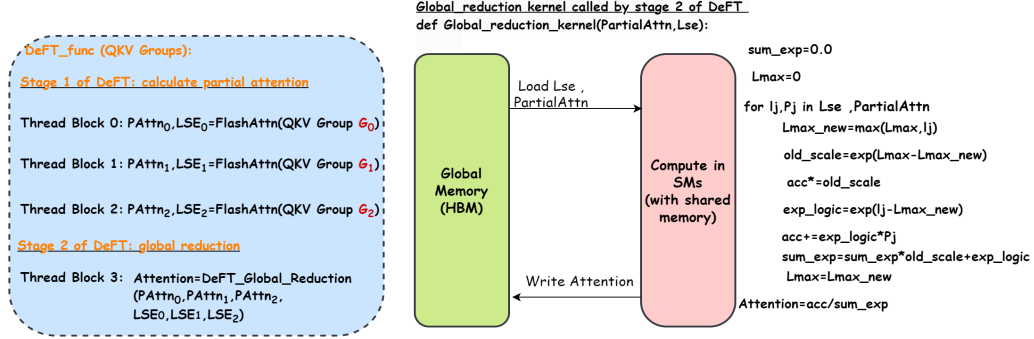 DeFT_func (QKV Groups):
Stage 1 of DeFT: calculate partial attention
Thread Block 0: PAttn₀,LSE₀=FlashAttn(QKV Group G₀)
Thread Block 1: PAttn₁,LSE₁=FlashAttn(QKV Group G₁)
Thread Block 2: PAttn₂,LSE₂=FlashAttn(QKV Group G₂)
Stage 2 of DeFT: global reduction
Thread Block 3: Attention=DeFT_Global_Reduction
(PAttn₀,PAttn₁,PAttn₂,
LSE0,LSE1,LSE₂)
Global_reduction kernel called by stage 2 of DeFT
def Global_reduction_kernel(PartialAttn,Lse):
Global
Memory
(HBM)
Load Lse ,
PartialAttn
Write Attention
Compute in
SMs
(with shared
memory)
sum_exp=0.0
Lmax=0
for lj,Pj in Lse ,PartialAttn
Lmax_new=max(Lmax,lj)
old_scale=exp(Lmax-Lmax_new)
acc*=old_scale
exp_logic=exp(lj-Lmax_new)
acc+=exp_logic*Pj
sum_exp=sum_exp*old_scale+exp_logic
Lmax=Lmax_new
Attention=acc/sum_exp